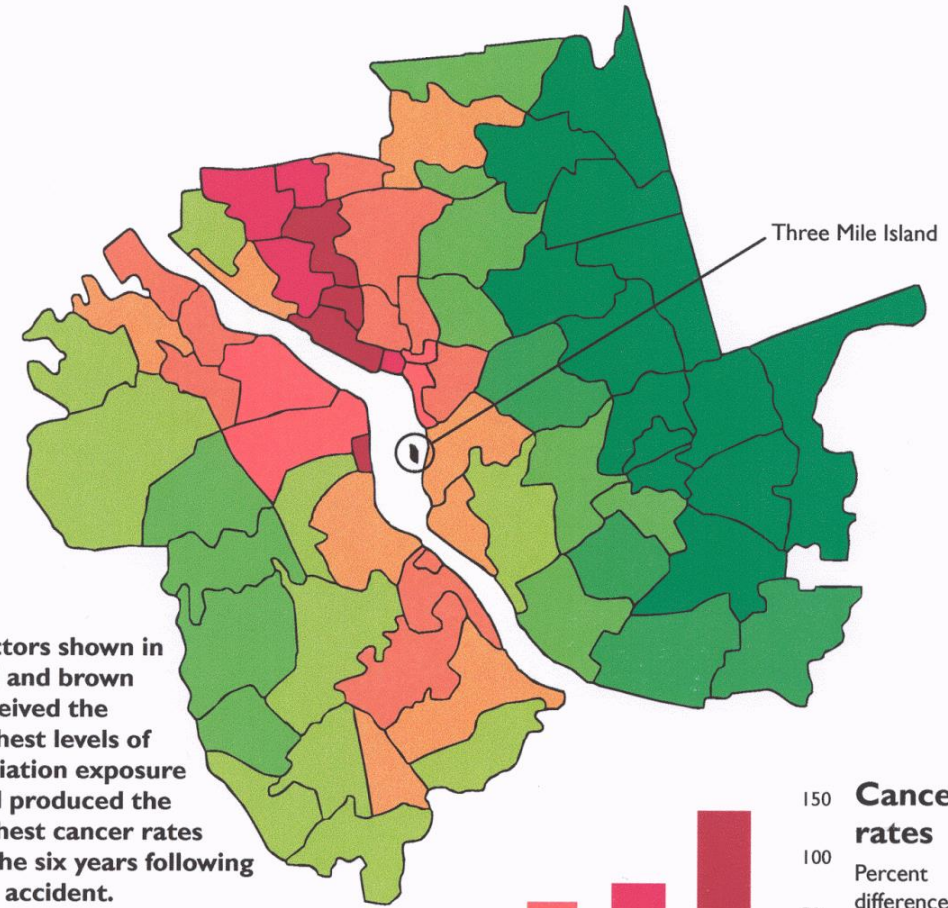 Three Mile Island
ctors shown in
and brown
eived the
hest levels of
iation exposure
produced the
hest cancer rates
he six years following
accident.
150
Cance
rates
100
Percent
difference